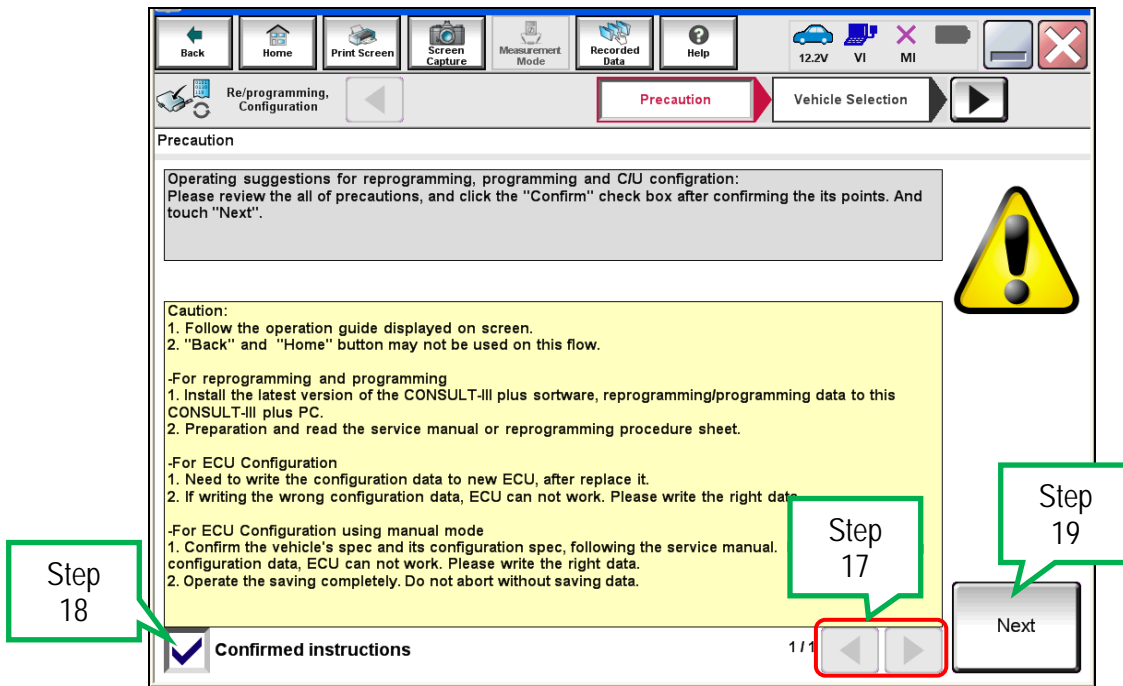 Back
Home
Print Screen
Screen
Capture
Measurement
Mode
Recorded
Data
?
Help
12.2V
VI
MI
Re/programming,
Configuration
Precaution
Vehicle Selection
Precaution
Operating suggestions for reprogramming, programming and C/U configration:
Please review the all of precautions, and click the "Confirm" check box after confirming the its points. And
touch "Next".
Caution:
1. Follow the operation guide displayed on screen.
2. "Back" and "Home" button may not be used on this flow.
-For reprogramming and programming
1. Install the latest version of the CONSULT-III plus sortware, reprogramming/programming data to this
CONSULT-III plus PC.
2. Preparation and read the service manual or reprogramming procedure sheet.
-For ECU Configuration
1. Need to write the configuration data to new ECU, after replace it.
2. If writing the wrong configuration data, ECU can not work. Please write the right data.
-For ECU Configuration using manual mode
1. Confirm the vehicle's spec and its configuration spec, following the service manual.
configuration data, ECU can not work. Please write the right data.
2. Operate the saving completely. Do not abort without saving data.
Step
17
Step
18
Step
19
Confirmed instructions
1/1
Next